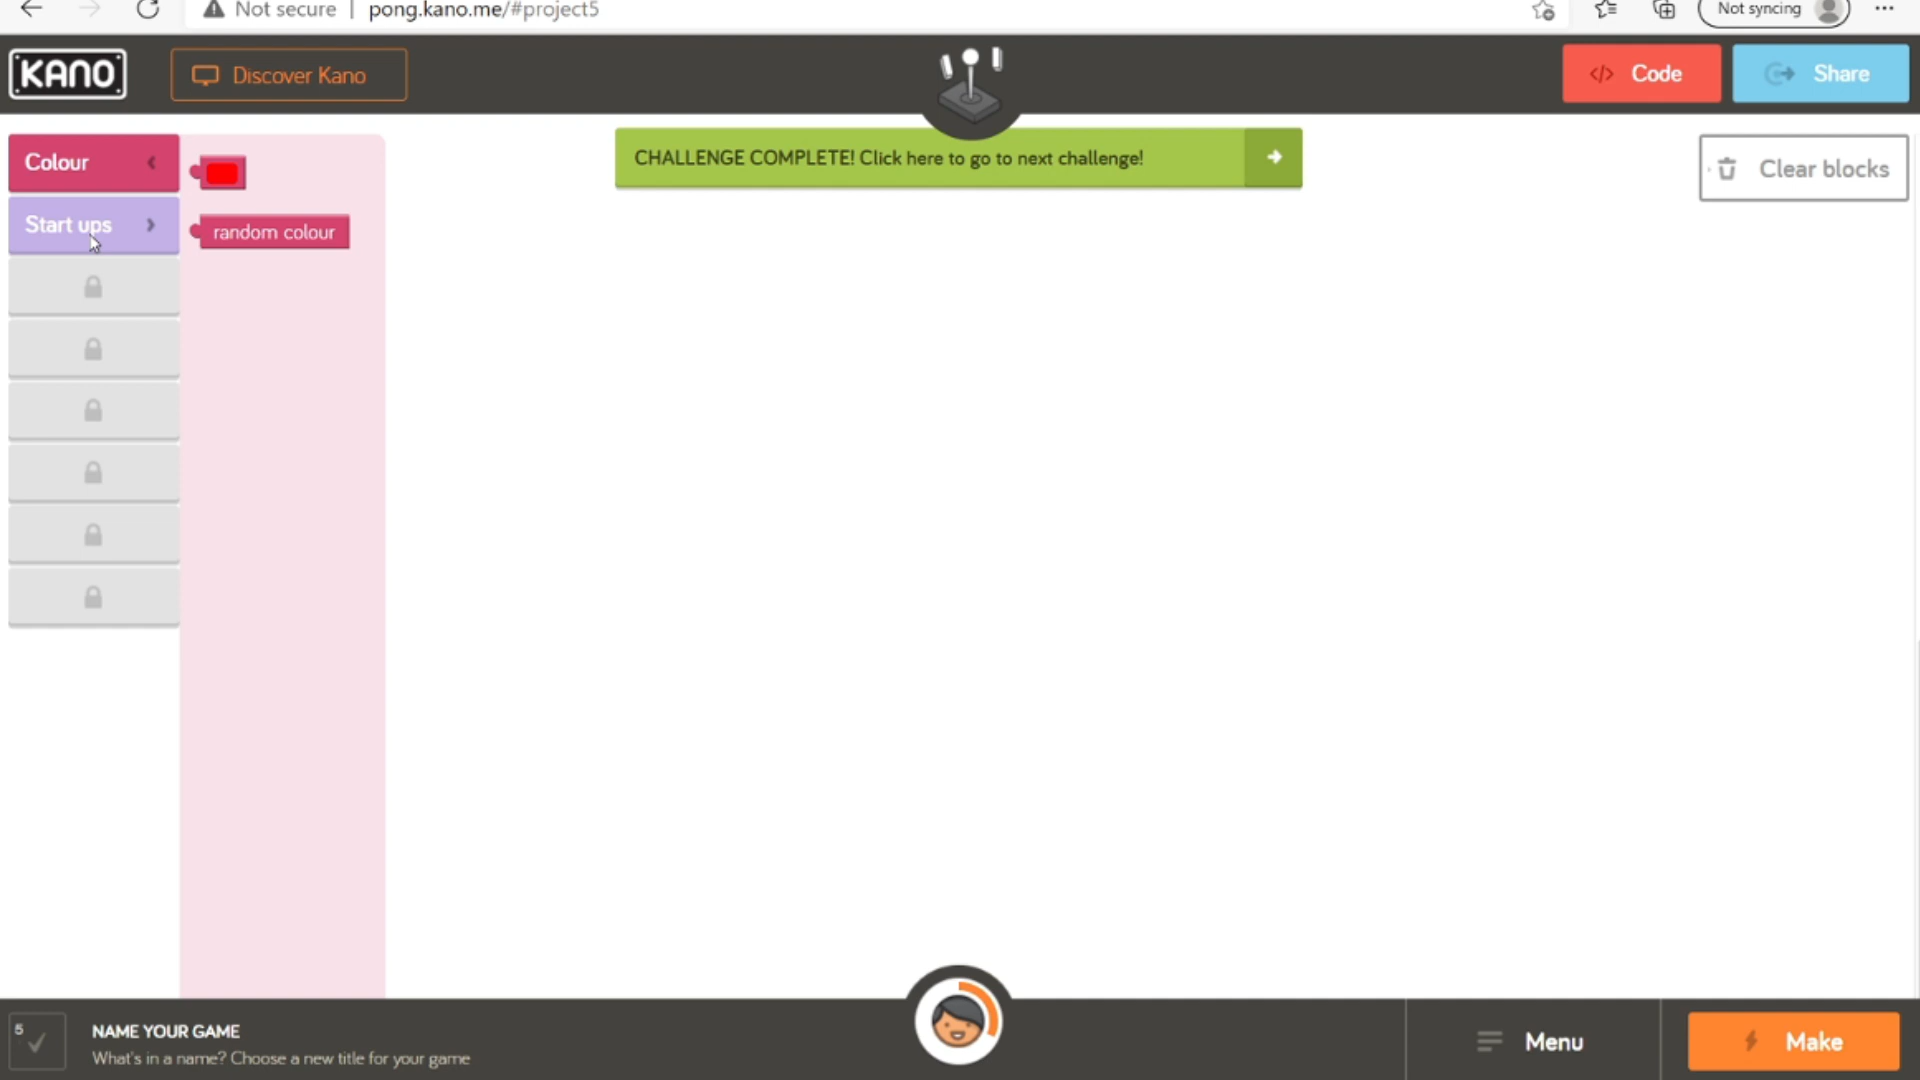 Not secure | pong.kano.me/#project5
Not syncing
KANO
Discover Kano
</> Code
Share
Colour
CHALLENGE COMPLETE! Click here to go to next challenge!
Clear blocks
Start ups
random colour
5
NAME YOUR GAME
What's in a name? Choose a new title for your game
Menu
Make